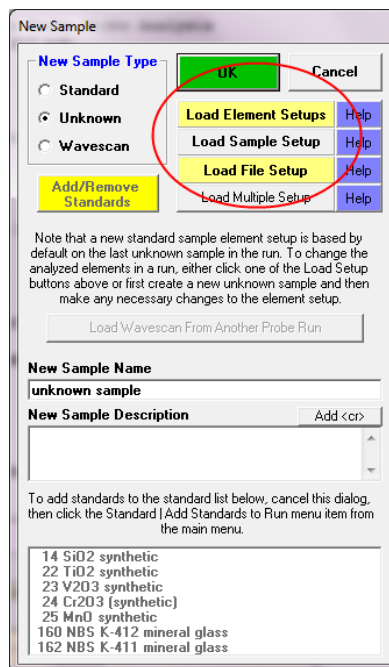 New Sample
New Sample Type
Standard
Unknown
Wavescan
OK
Cancel
Load Element Setups
Help
Load Sample Setup
Help
Load File Setup
Help
Load Multiple Setup
Help
Add/Remove
Standards
Note that a new standard sample element setup is based by
default on the last unknown sample in the run. To change the
analyzed elements in a run, either click one of the Load Setup
buttons above or first create a new unknown sample and then
make any necessary changes to the element setup.
Load Wavescan From Another Probe Run
New Sample Name
unknown sample
New Sample Description
Add <cr>
To add standards to the standard list below, cancel this dialog,
then click the Standard | Add Standards to Run menu item from
the main menu.
14 SiO2 synthetic
22 TiO2 synthetic
23 V2O3 synthetic
24 Cr2O3 (synthetic)
25 MnO synthetic
160 NBS K-412 mineral glass
162 NBS K-411 mineral glass